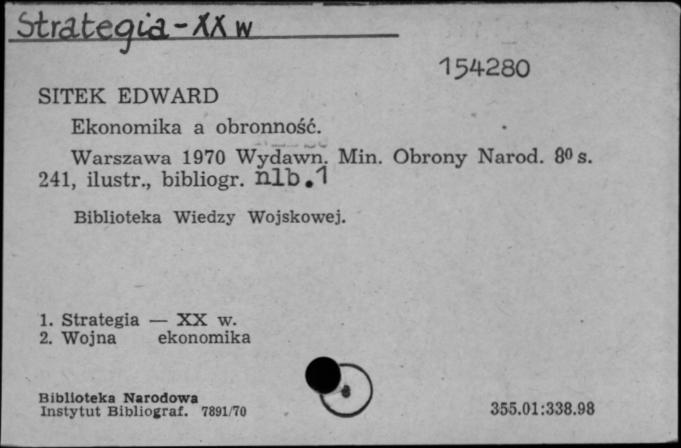 Strategia - XX w
154280
SITEK EDWARD
Ekonomika a obronność.
Warszawa 1970 Wydawn. Min. Obrony Narod. 8⁰ s.
241, ilustr., bibliogr. nlb.1
Biblioteka Wiedzy Wojskowej.
1. Strategia — XX w.
2. Wojna ekonomika
Biblioteka Narodowa
Instytut Bibliograf. 7891/70
355.01:338.98